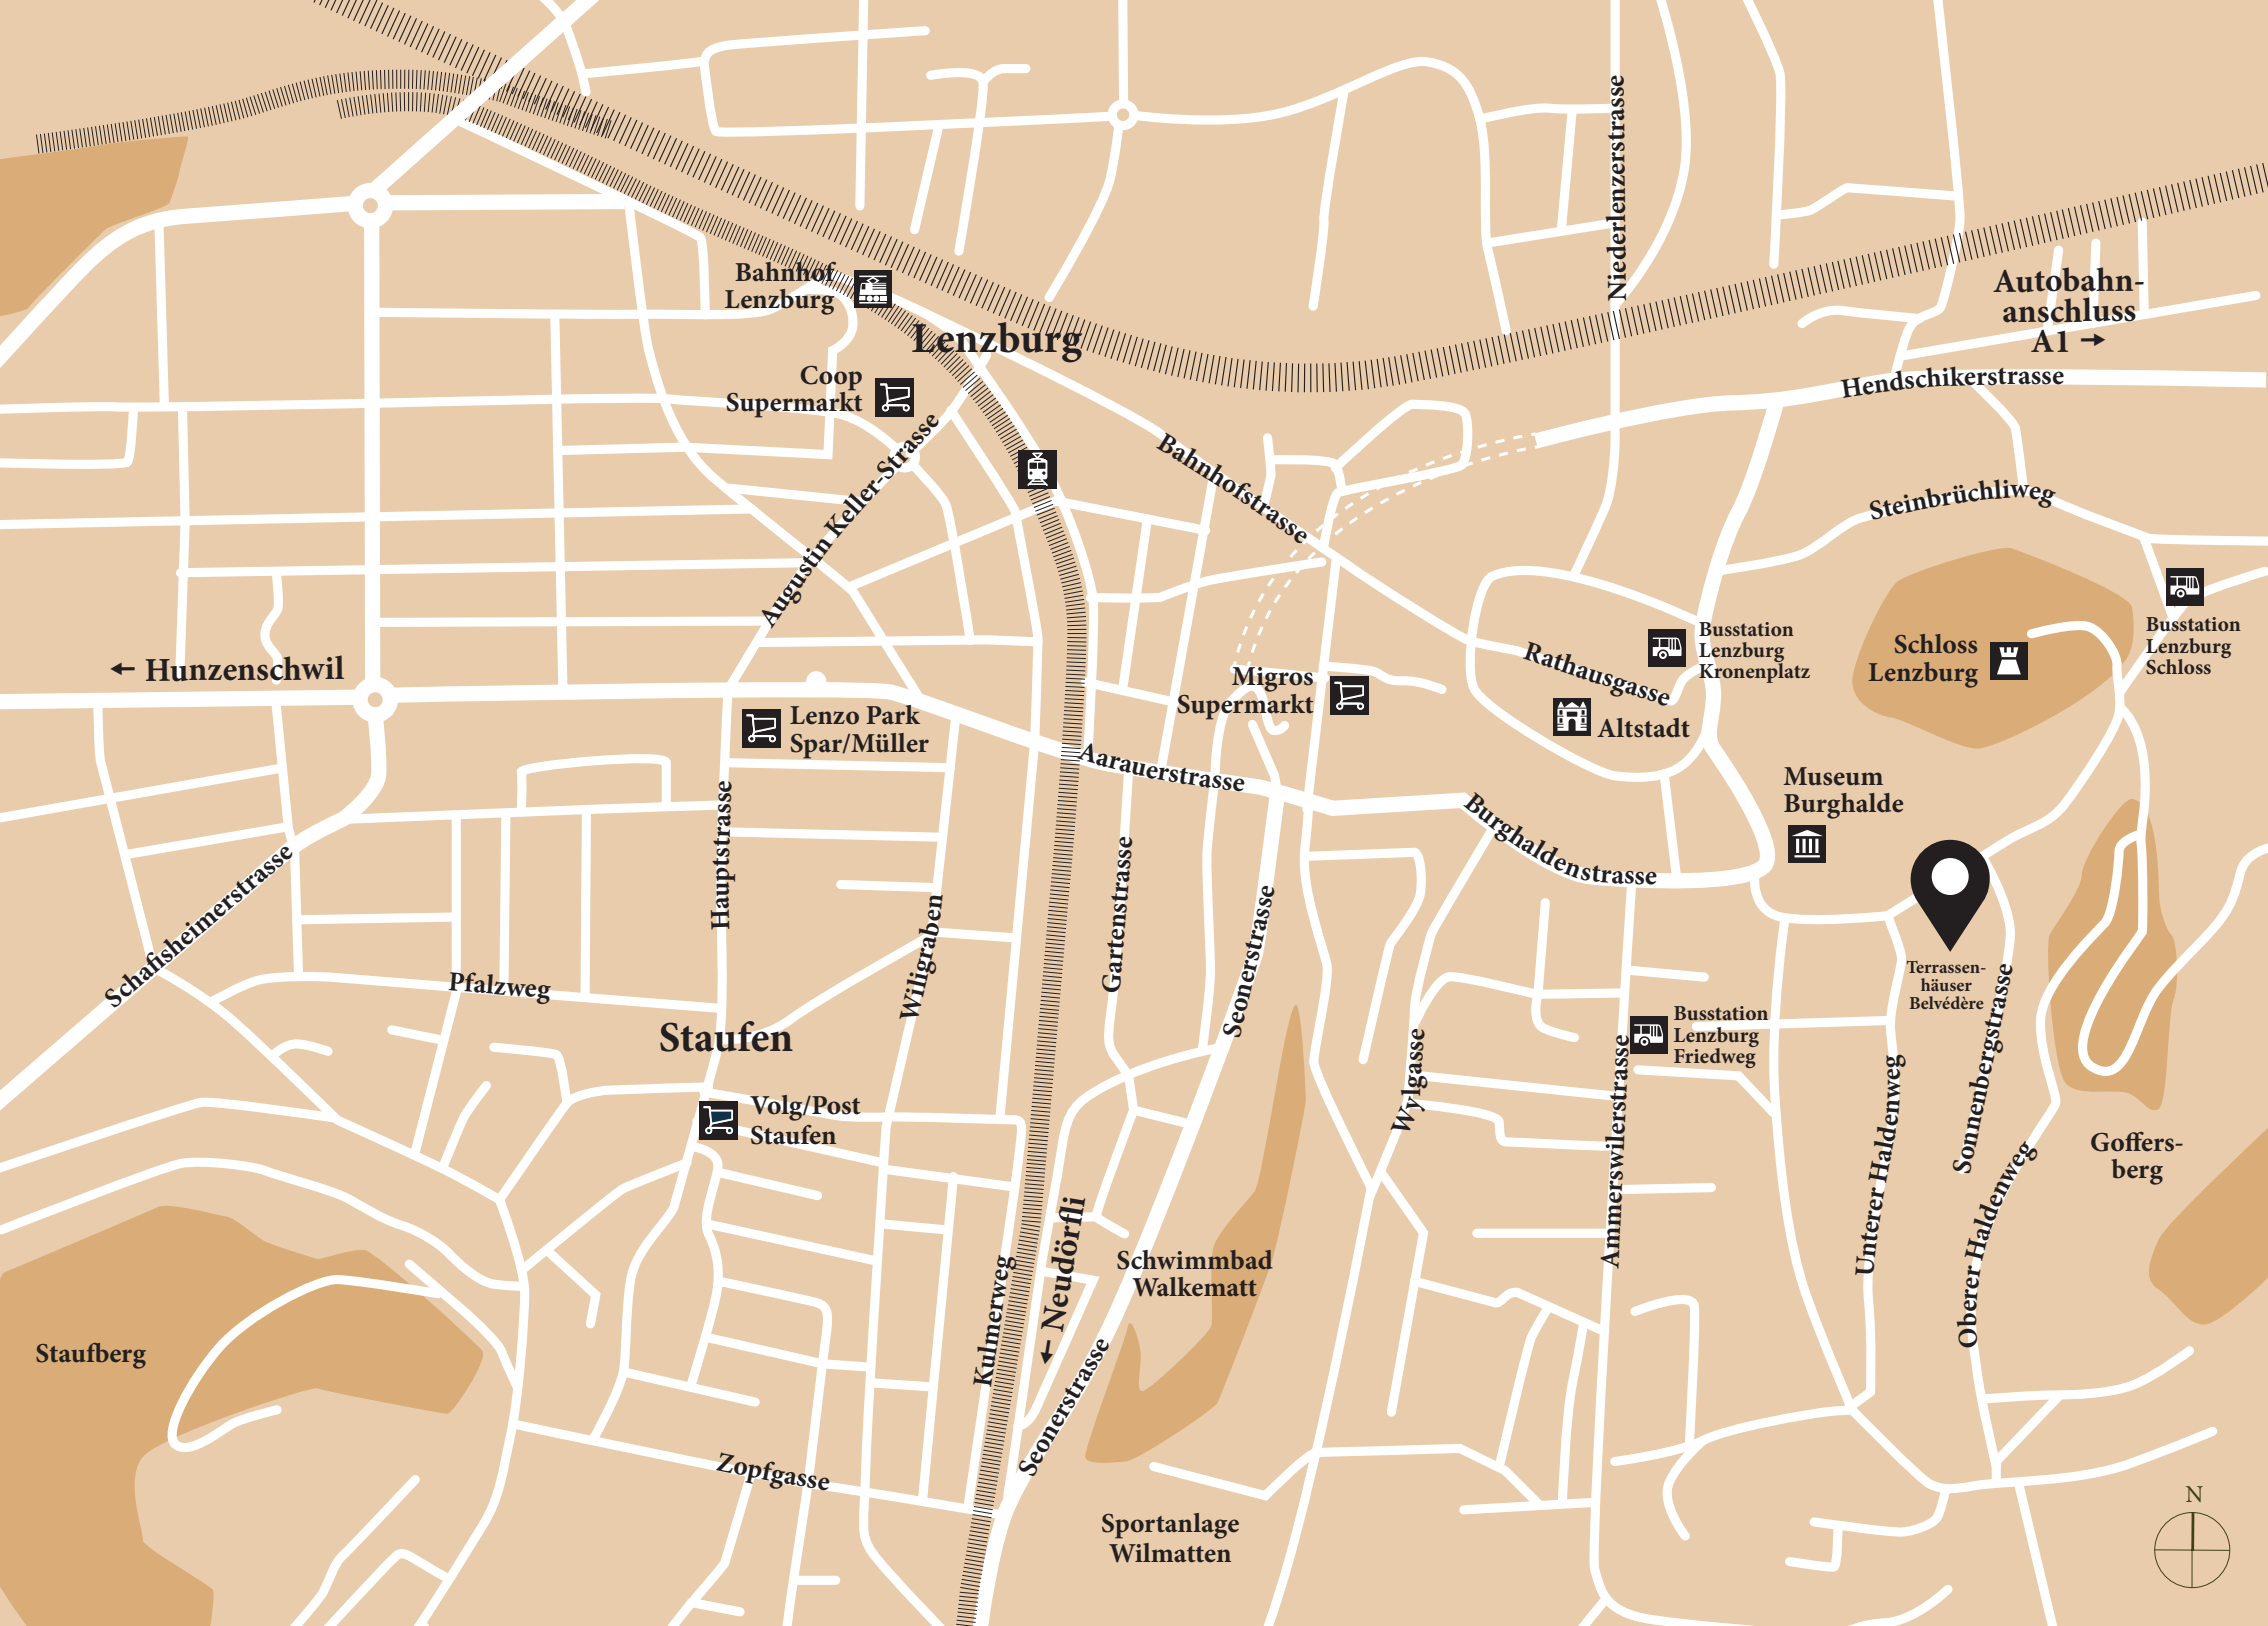 Niederlenzerstrasse
Bahnhof
Lenzburg
Lenzburg
Autobahn-
anschluss
A1 →
Hendschikerstrasse
Coop
Supermarkt
Augustin Keller-Strasse
Bahnhofstrasse
Steinbrüchliweg
Busstation
Lenzburg
Kronenplatz
Busstation
Lenzburg
Schloss
Schloss
Lenzburg
← Hunzenschwil
Rathausgasse
Migros
Supermarkt
Altstadt
Lenzo Park
Spar/Müller
Aarauerstrasse
Museum
Burghalde
Burghaldenstrasse
Hauptstrasse
Schafisheimerstrasse
Wiligraben
Gartenstrasse
Seonerstrasse
Pfalzweg
Terrassen-
häuser
Belvédère
Staufen
Busstation
Lenzburg
Friedweg
Wylgasse
Ammerswilerstrasse
Unterer Haldenweg
Sonnenbergstrasse
Oberer Haldenweg
Volg/Post
Staufen
Goffers-
berg
← Neudörfli
Schwimmbad
Walkematt
Kulmerweg
Staufberg
Seonerstrasse
Zopfgasse
Sportanlage
Wilmatten
N